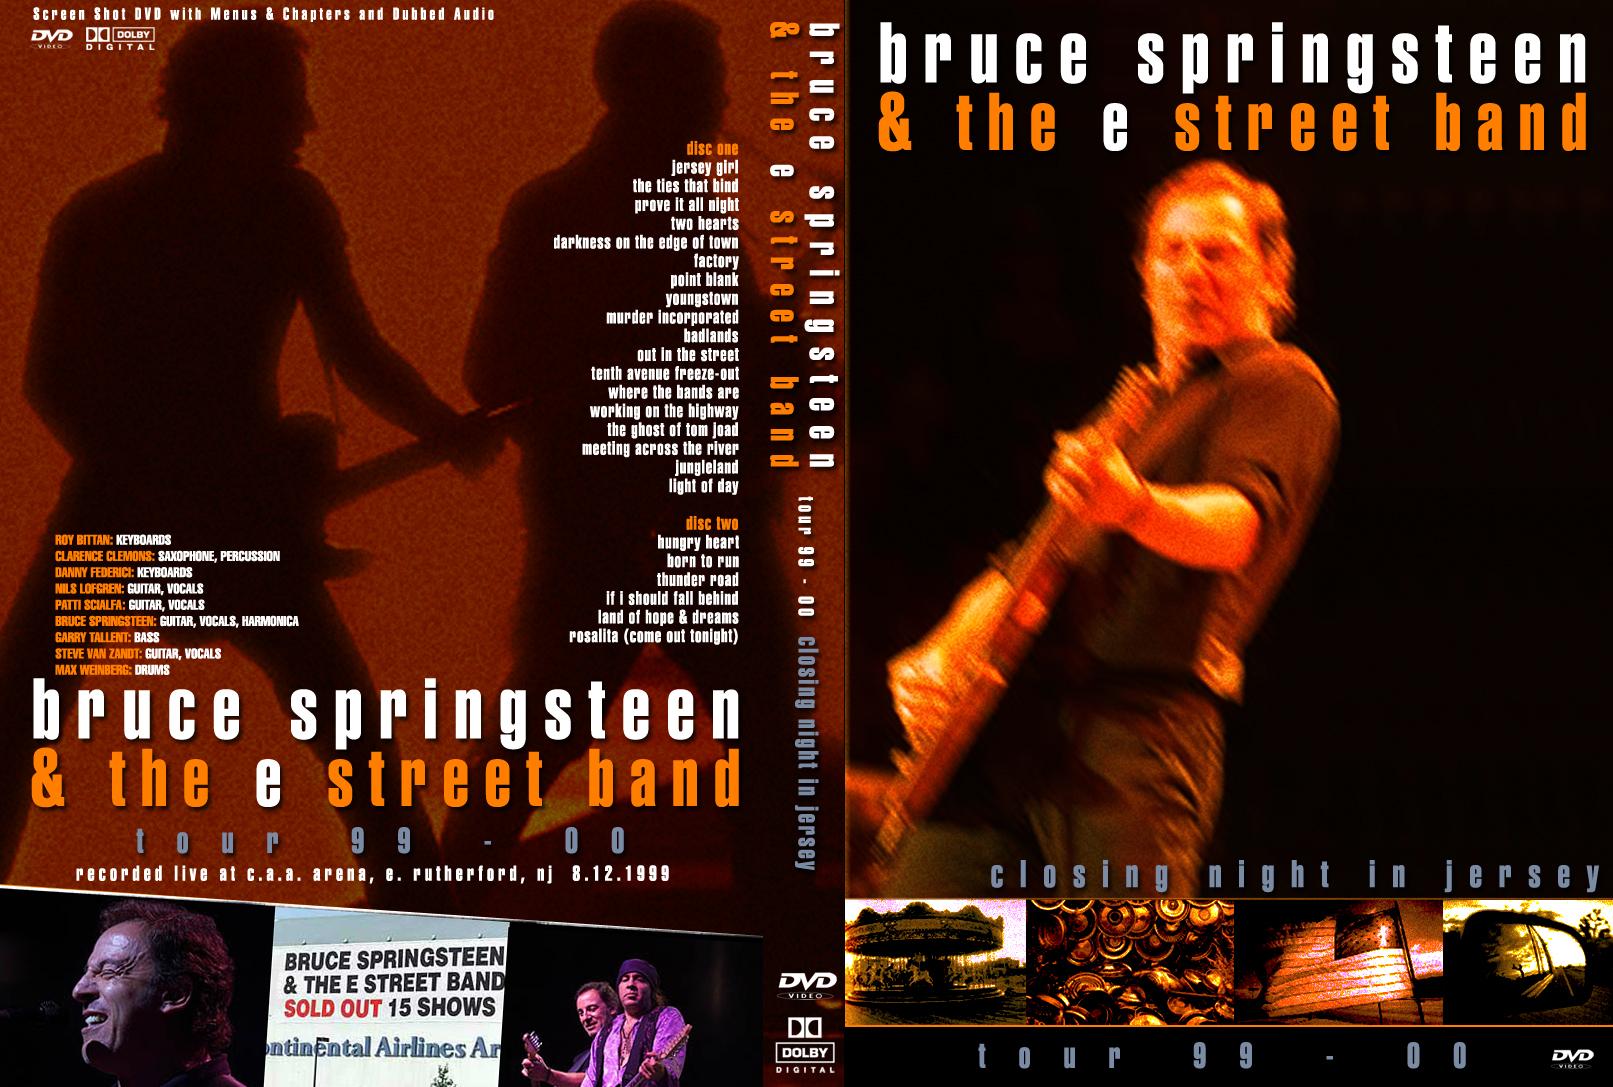 Screen Shot DVD with Menus & Chapters and Dubbed Audio
DVD
VIDEO
DOLBY
DIGITAL
disc one
jersey girl
the ties that bind
prove it all night
two hearts
darkness on the edge of town
factory
point blank
youngstown
murder incorporated
badlands
out in the street
tenth avenue freeze-out
where the bands are
working on the highway
the ghost of tom joad
meeting across the river
jungleland
light of day
disc two
hungry heart
born to run
thunder road
if i should fall behind
land of hope & dreams
rosalita (come out tonight)
ROY BITTAN: KEYBOARDS
CLARENCE CLEMONS: SAXOPHONE, PERCUSSION
DANNY FEDERICI: KEYBOARDS
NILS LOFGREN: GUITAR, VOCALS
PATTI SCIALFA: GUITAR, VOCALS
BRUCE SPRINGSTEEN: GUITAR, VOCALS, HARMONICA
GARRY TALLENT: BASS
STEVE VAN ZANDT: GUITAR, VOCALS
MAX WEINBERG: DRUMS
bruce springsteen
& the e street band
tour 99 - 00
recorded live at c.a.a. arena, e. rutherford, nj 8.12.1999
BRUCE SPRINGSTEEN
& THE E STREET BAND
SOLD OUT 15 SHOWS
ontinental Airlines Ar
bruce springsteen
& the e street band
tour 99 - 00 closing night in jersey
DVD
VIDEO
DOLBY
DIGITAL
bruce springsteen
& the e street band
closing night in jersey
tour 99 - 00
DVD
VIDEO